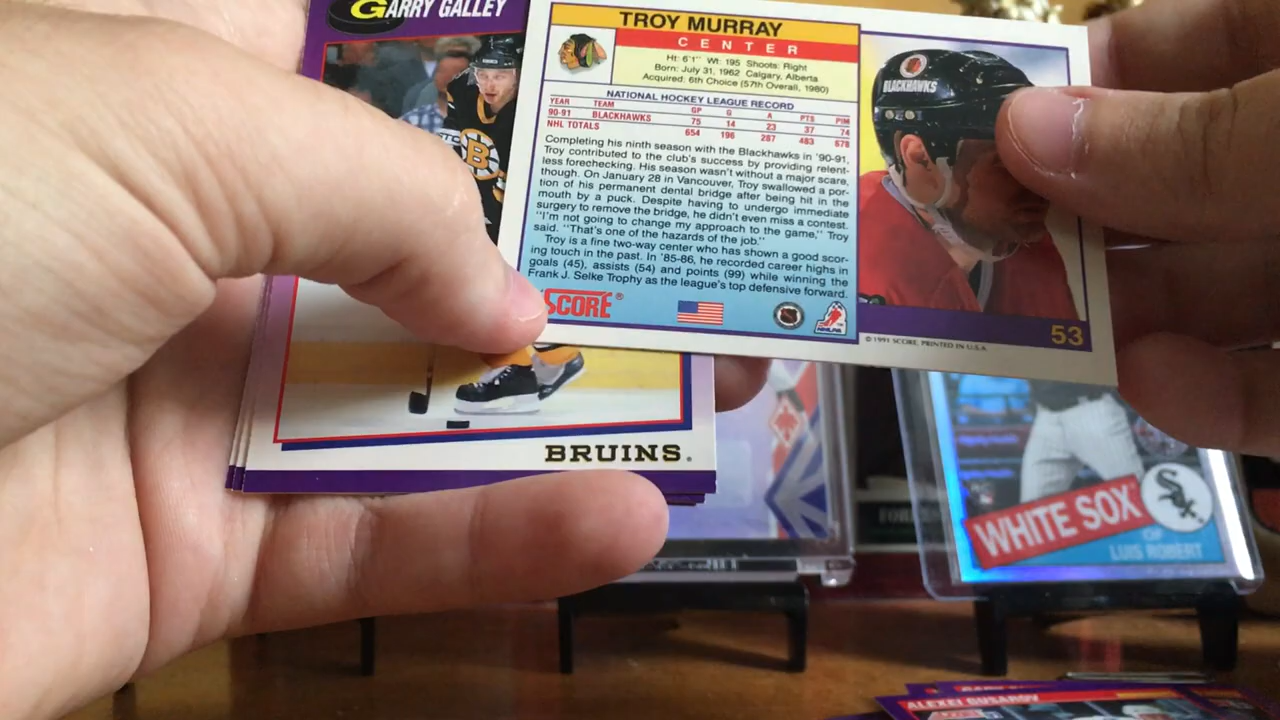 GARRY GALLEY
TROY MURRAY
CENTER
Ht: 6'1" Wt: 195 Shoots: Right
Born: July 31, 1962 Calgary, Alberta
Acquired: 6th Choice (57th Overall, 1980)
NATIONAL HOCKEY LEAGUE RECORD
YEAR TEAM GP G A PTS PIM
90-91 BLACKHAWKS 75 14 23 37 74
NHL TOTALS 654 196 287 483 678
Completing his ninth season with the Blackhawks in '90-91,
Troy contributed to the club's success by providing relent-
less forechecking. His season wasn't without a major scare,
though. On January 28 in Vancouver, Troy swallowed a por-
tion of his permanent dental bridge after being hit in the
mouth by a puck. Despite having to undergo immediate
surgery to remove the bridge, he didn't even miss a contest.
"I'm not going to change my approach to the game," Troy
said. "That's one of the hazards of the job."
Troy is a fine two-way center who has shown a good scor-
ing touch in the past. In '85-86, he recorded career highs in
goals (45), assists (54) and points (99) while winning the
Frank J. Selke Trophy as the league's top defensive forward.
SCORE®
© 1991 SCORE, PRINTED IN U.S.A.
53
BLACKHAWKS
B
BRUINS.
WHITE SOX
OF
LUIS ROBERT
ALEXEI GUSAROV